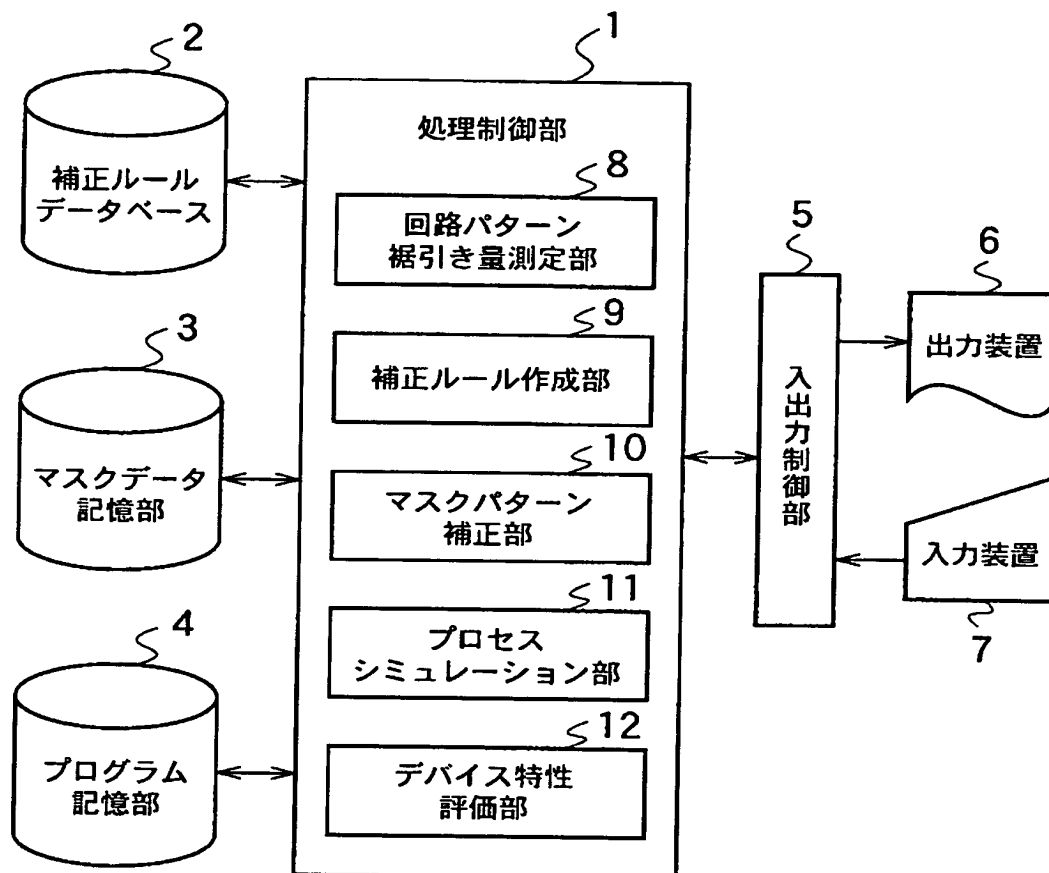 1
処理制御部
2
補正ルール
データベース
3
マスクデータ
記憶部
4
プログラム
記憶部
8
回路パターン
裾引き量測定部
9
補正ルール作成部
10
マスクパターン
補正部
11
プロセス
シミュレーション部
12
デバイス特性
評価部
5
入出力制御部
6
出力装置
入力装置
7